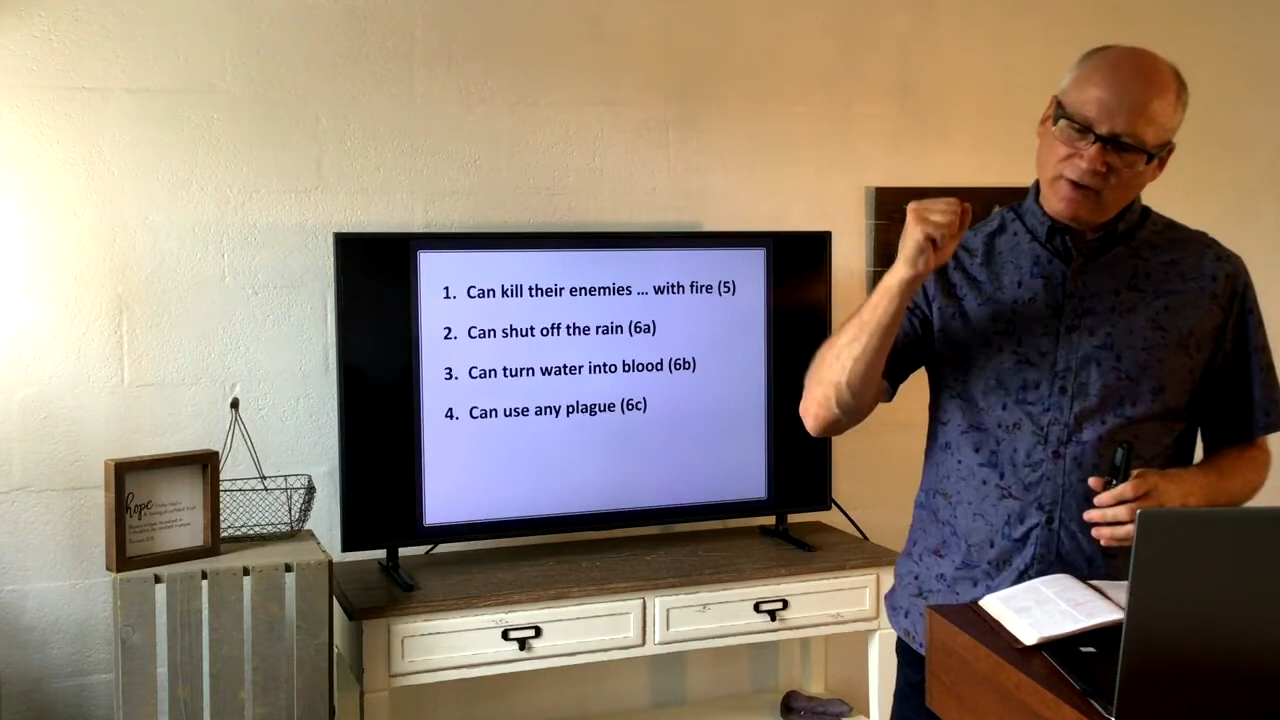 1. Can kill their enemies ... with fire (5)
2. Can shut off the rain (6a)
3. Can turn water into blood (6b)
4. Can use any plague (6c)
hope